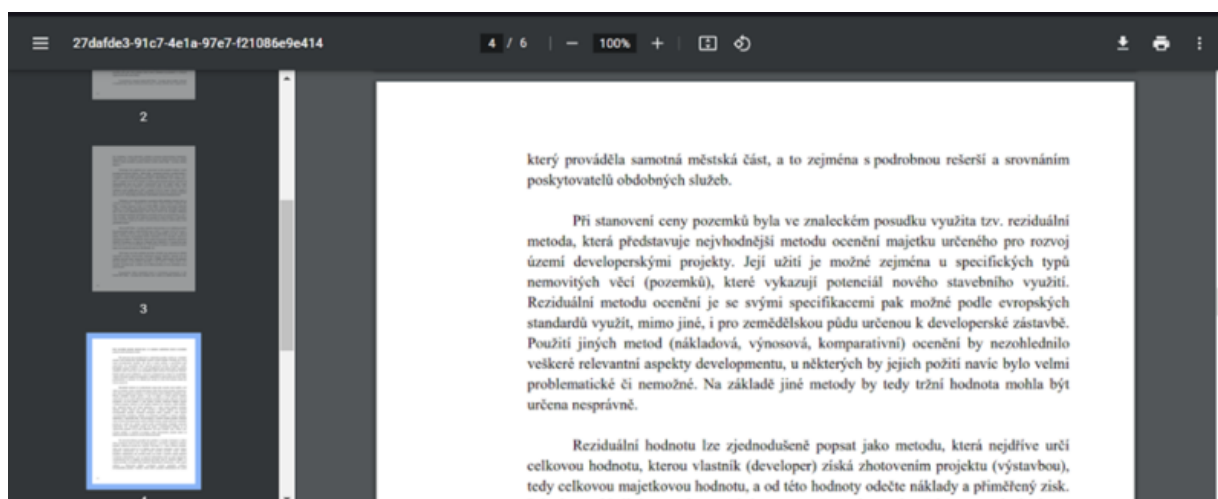 27dafde3-91c7-4e1a-97e7-f21086e9e414
4 / 6 | − 100% +
2
3
který prováděla samotná městská část, a to zejména s podrobnou rešerší a srovnáním
poskytovatelů obdobných služeb.
Při stanovení ceny pozemků byla ve znaleckém posudku využita tzv. reziduální
metoda, která představuje nejvhodnější metodu ocenění majetku určeného pro rozvoj
území developerskými projekty. Její užití je možné zejména u specifických typů
nemovitých věcí (pozemků), které vykazují potenciál nového stavebního využití.
Reziduální metodu ocenění je se svými specifikacemi pak možné podle evropských
standardů využít, mimo jiné, i pro zemědělskou půdu určenou k developerské zástavbě.
Použití jiných metod (nákladová, výnosová, komparativní) ocenění by nezohlednilo
veškeré relevantní aspekty developmentu, u některých by jejich požití navíc bylo velmi
problematické či nemožné. Na základě jiné metody by tedy tržní hodnota mohla být
určena nesprávně.
Reziduální hodnotu lze zjednodušeně popsat jako metodu, která nejdříve určí
celkovou hodnotu, kterou vlastník (developer) získá zhotovením projektu (výstavbou),
tedy celkovou majetkovou hodnotu, a od této hodnoty odečte náklady a přiměřený zisk.